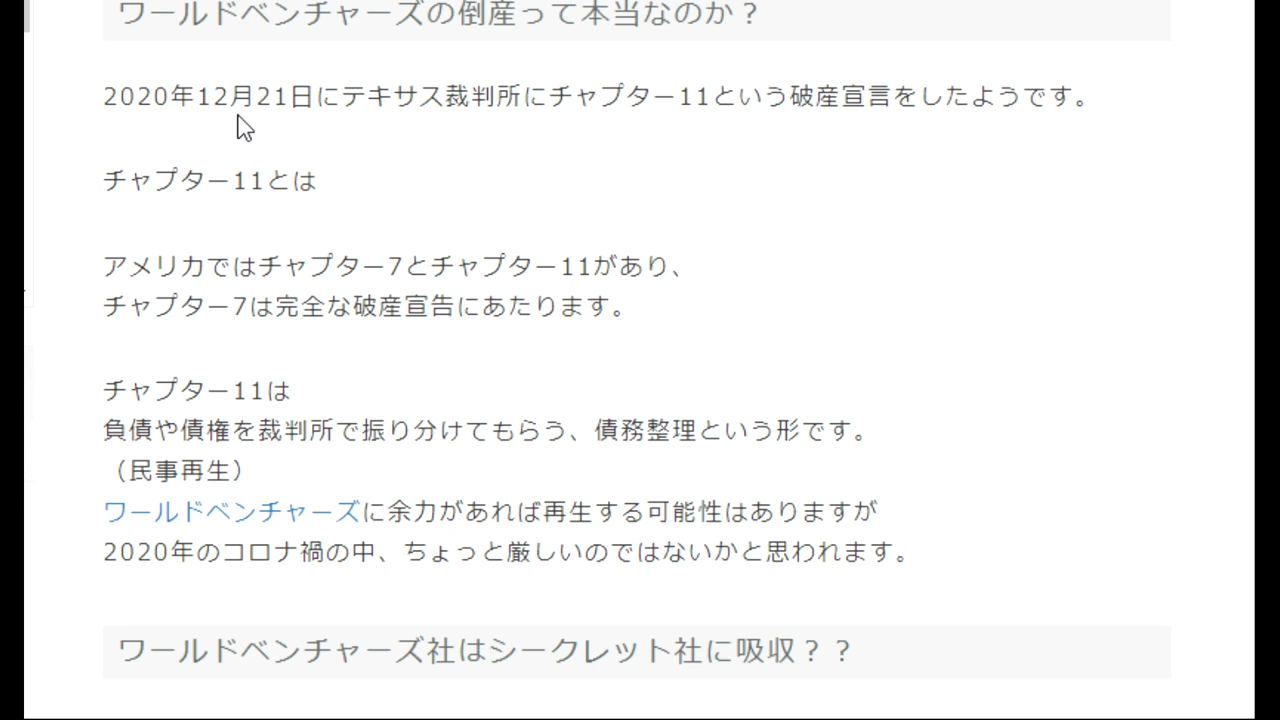 ワールドベンチャーズの倒産って本当なのか？
2020年12月21日にテキサス裁判所にチャプター11という破産宣言をしたようです。
チャプター11とは
アメリカではチャプター7とチャプター11があり、
チャプター7は完全な破産宣告にあたります。
チャプター11は
負債や債権を裁判所で振り分けてもらう、債務整理という形です。
（民事再生）
ワールドベンチャーズに余力があれば再生する可能性はありますが
2020年のコロナ禍の中、ちょっと厳しいのではないかと思われます。
ワールドベンチャーズ社はシークレット社に吸収？？